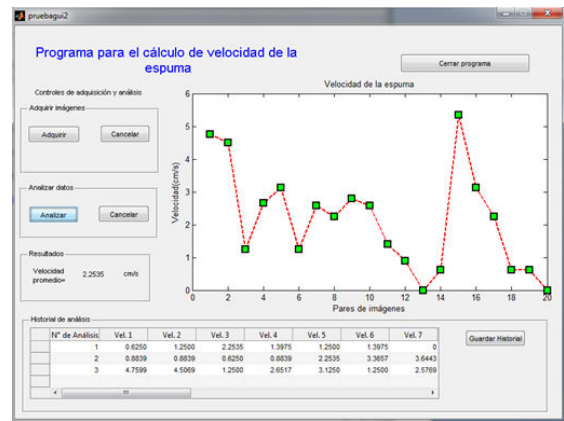 pruebagui2
Programa para el cálculo de velocidad de la
espuma
Cerrar programa
Controles de adquisición y análisis
Adquirir imágenes
Adquirir
Cancelar
Analizar datos
Analizar
Cancelar
Resultados
Velocidad
promedio=
2.2535
cm/s
Velocidad de la espuma
Velocidad(cm/s)
6
5
4
3
2
1
0
0 2 4 6 8 10 12 14 16 18 20
Pares de imágenes
Historial de análisis
N° de Análisis Vel. 1 Vel. 2 Vel. 3 Vel. 4 Vel. 5 Vel. 6 Vel. 7
1 0.6250 1.2500 2.2535 1.3975 1.2500 1.3975 0
2 0.8839 0.8839 0.6250 0.8839 2.2535 3.3657 3.6443
3 4.7599 4.5069 1.2500 2.6517 3.1250 1.2500 2.5769
Guardar Historial